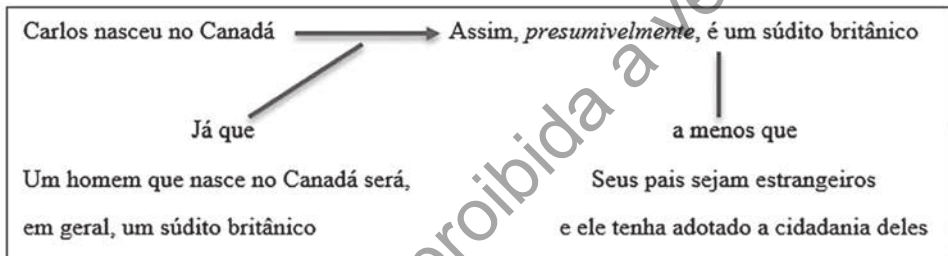 Carlos nasceu no Canadá
Assim, presumivelmente, é um súdito britânico
Já que
a menos que
Um homem que nasce no Canadá será,
Seus pais sejam estrangeiros
em geral, um súdito britânico
e ele tenha adotado a cidadania deles
proibida a